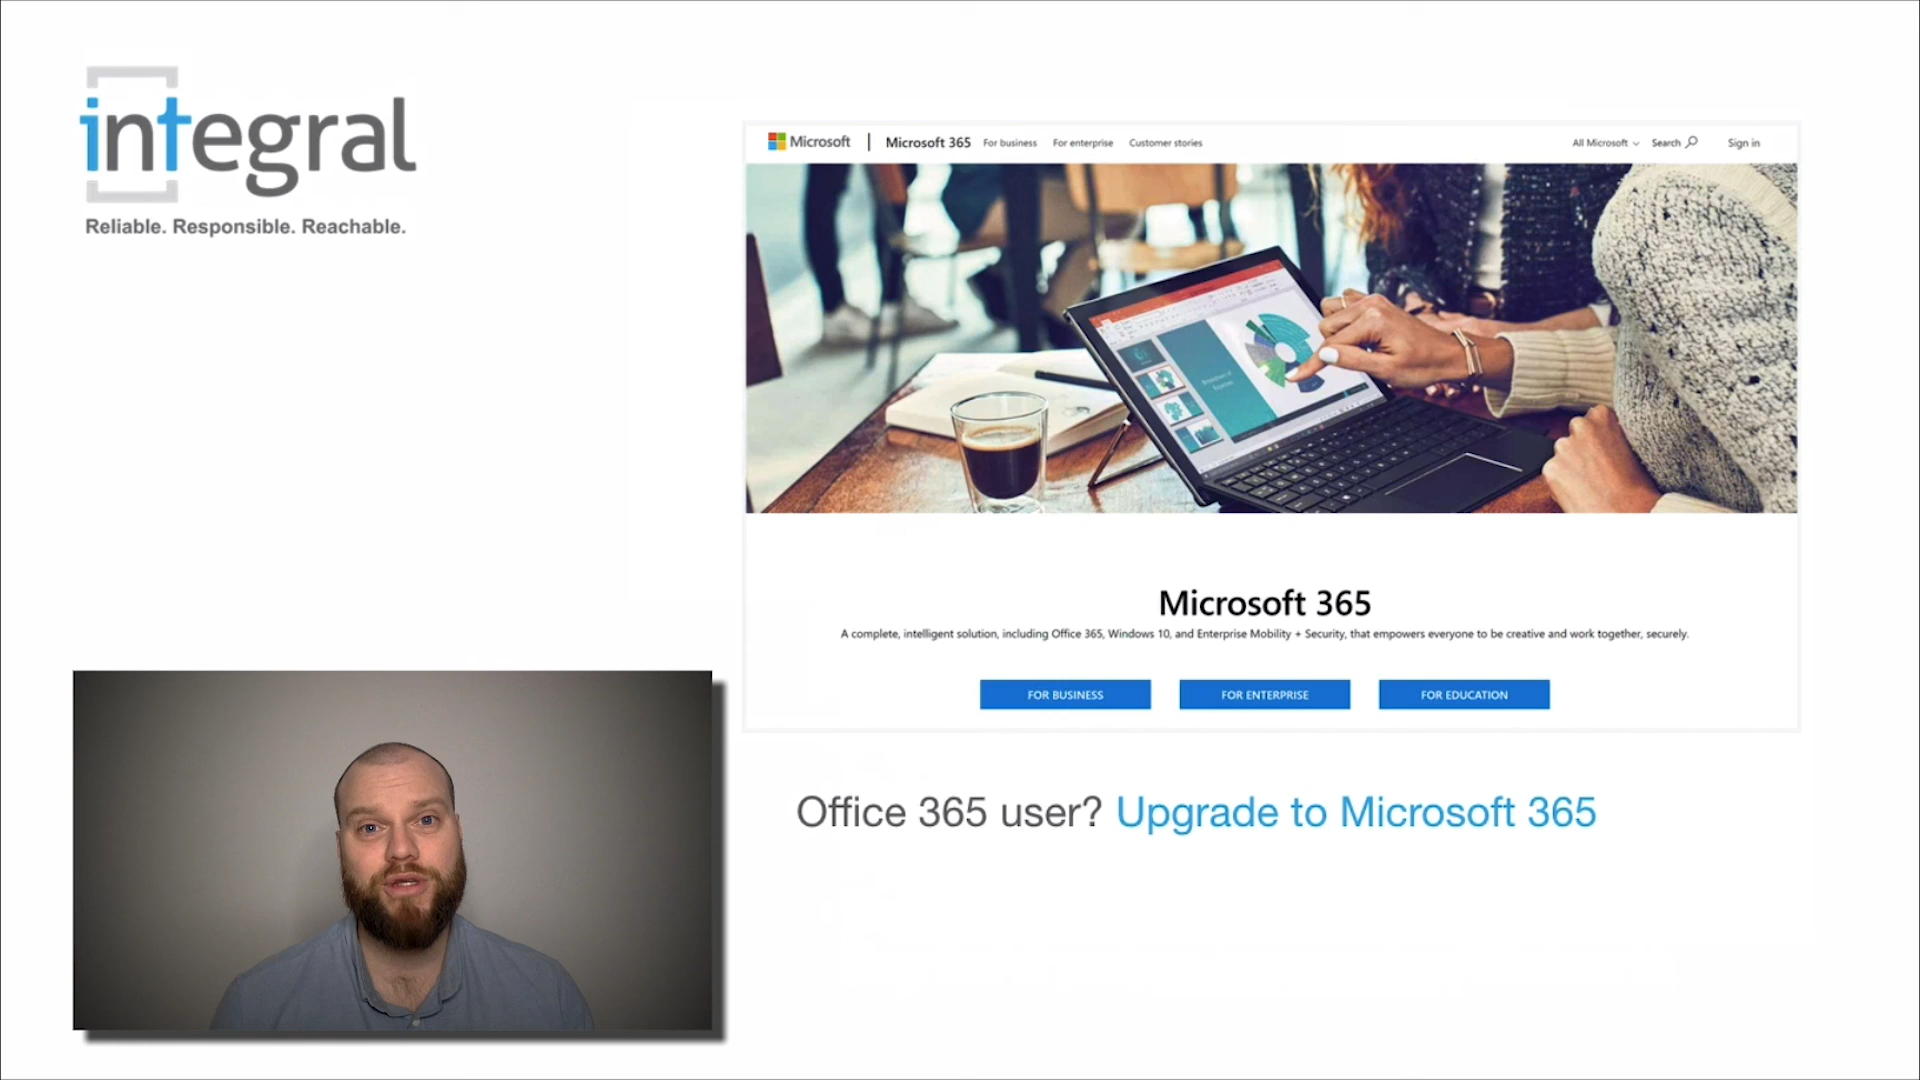 integral
Reliable. Responsible. Reachable.
Microsoft | Microsoft 365 For business For enterprise Customer stories All Microsoft Search Sign in
Microsoft 365
A complete, intelligent solution, including Office 365, Windows 10, and Enterprise Mobility + Security, that empowers everyone to be creative and work together, securely.
FOR BUSINESS FOR ENTERPRISE FOR EDUCATION
Office 365 user? Upgrade to Microsoft 365